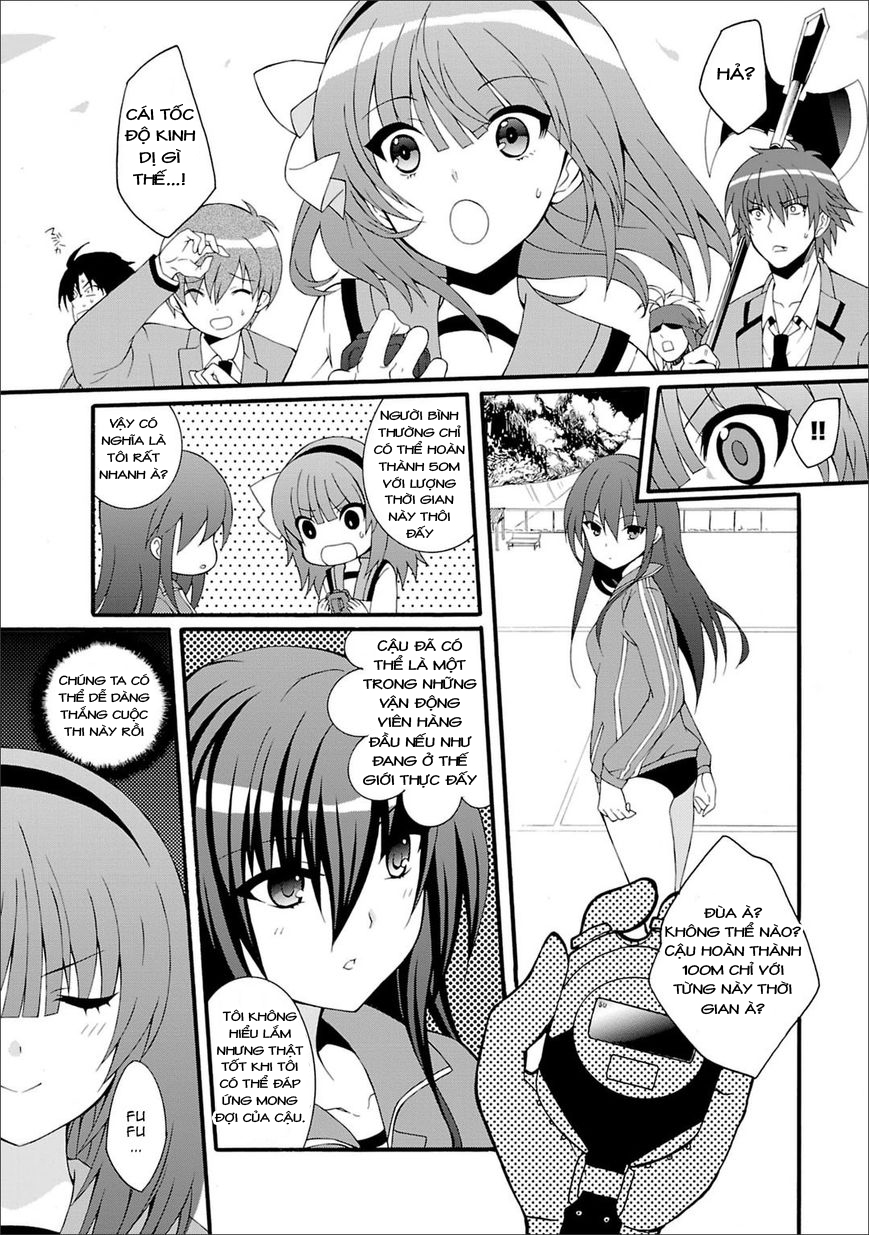 HẢ?
CÁI TỐC
ĐỘ KINH
DỊ GÌ
THẾ...!
!!
NGƯỜI BÌNH
THƯỜNG CHỈ
CÓ THỂ HOÀN
THÀNH 50M
VỚI LƯỢNG
THỜI GIAN
NÀY THÔI
ĐẤY
VẬY CÓ
NGHĨA LÀ
TÔI RẤT
NHANH À?
ĐÙA À?
KHÔNG THỂ NÀO?
CẬU HOÀN THÀNH
100M CHỈ VỚI
TỪNG NÀY THỜI
GIAN À?
CẬU ĐÃ CÓ
THỂ LÀ MỘT
TRONG NHỮNG
VẬN ĐỘNG
VIÊN HÀNG
ĐẦU NẾU NHƯ
ĐANG Ở THẾ
GIỚI THỰC ĐẤY
TÔI KHÔNG
HIỂU LẮM
NHƯNG THẬT
TỐT KHI TÔI
CÓ THỂ ĐÁP
ỨNG MONG
ĐỢI CỦA CẬU.
CHÚNG TA CÓ
THỂ DỄ DÀNG
THẮNG CUỘC
THI NÀY RỒI
FU
FU
...